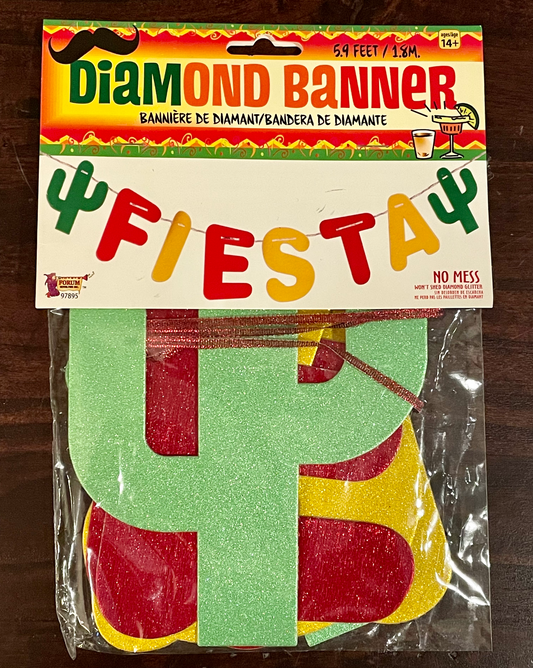 ages/âge
14+
5.9 FEET / 1.8M.
DiAMOND BANNER
BANNIÈRE DE DIAMANT/BANDERA DE DIAMANTE
FIESTA
FORUM
97895
NO MESS
WON'T SHED DIAMOND GLITTER